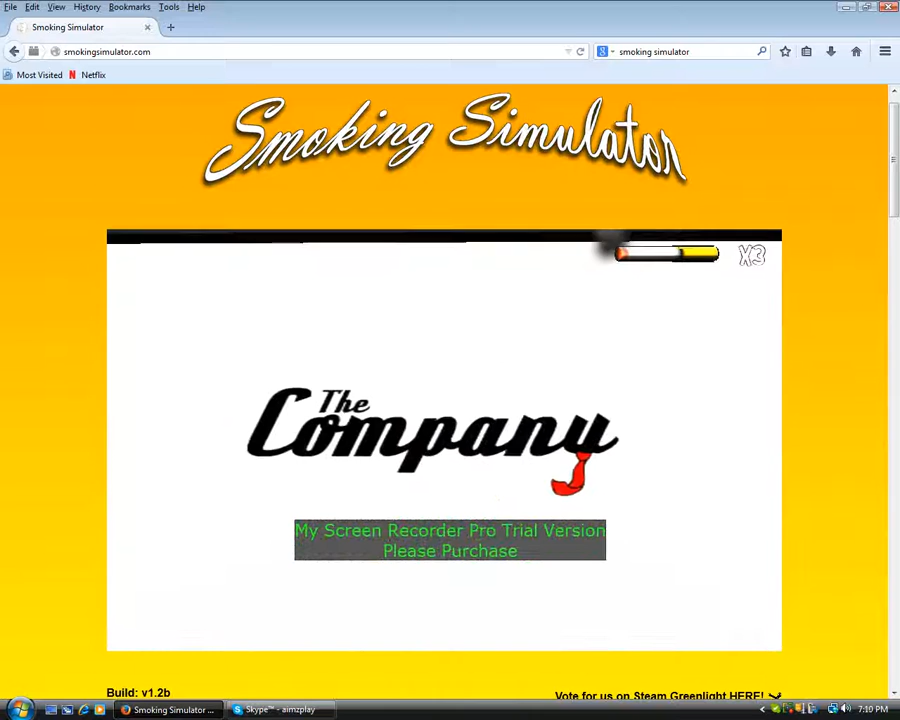 File Edit View History Bookmarks Tools Help
Smoking Simulator
smokingsimulator.com
smoking simulator
Most Visited
Netflix
Smoking Simulator
X3
The
Company
My Screen Recorder Pro Trial Version
Please Purchase
Build: v1.2b
Vote for us on Steam Greenlight HERE!
Smoking Simulator ...
Skype™ - aimzplay
7:10 PM